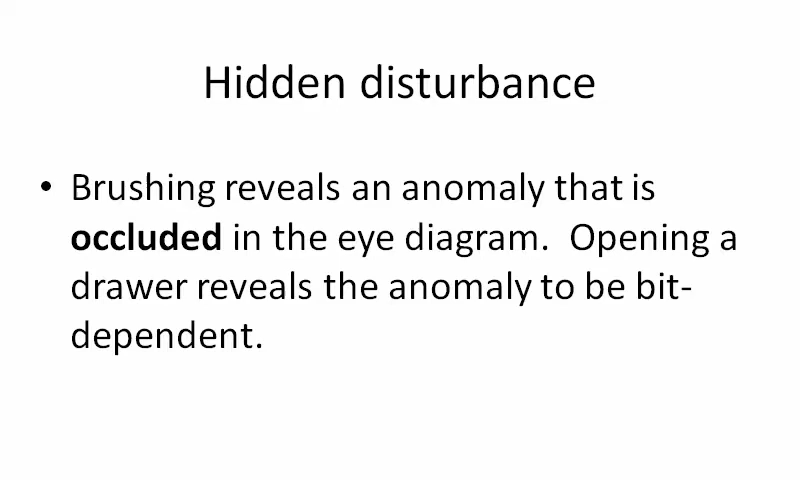 Hidden disturbance
• Brushing reveals an anomaly that is
occluded in the eye diagram.  Opening a
drawer reveals the anomaly to be bit-
dependent.